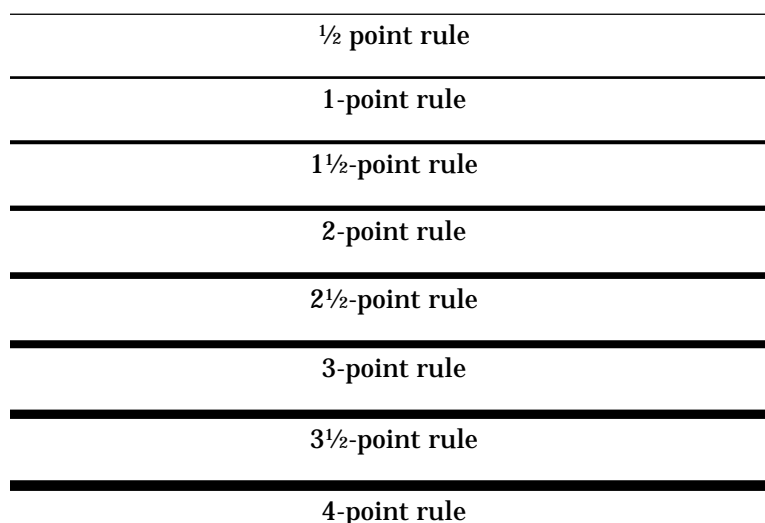 ½ point rule
1-point rule
1½-point rule
2-point rule
2½-point rule
3-point rule
3½-point rule
4-point rule